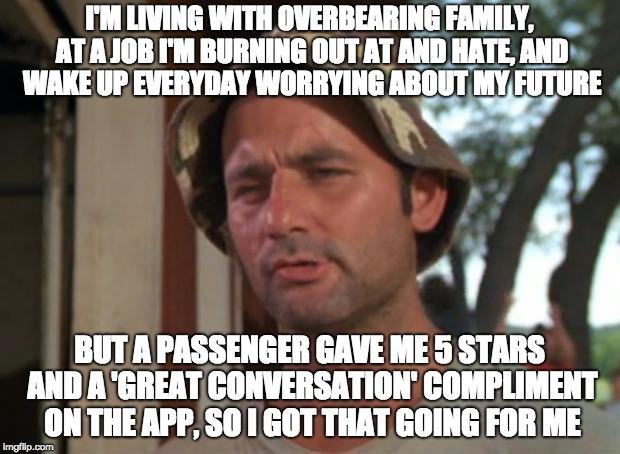 I'M LIVING WITH OVERBEARING FAMILY,
AT A JOB I'M BURNING OUT AT AND HATE, AND
WAKE UP EVERYDAY WORRYING ABOUT MY FUTURE
BUT A PASSENGER GAVE ME 5 STARS
AND A 'GREAT CONVERSATION' COMPLIMENT
ON THE APP, SO I GOT THAT GOING FOR ME
imgflip.com